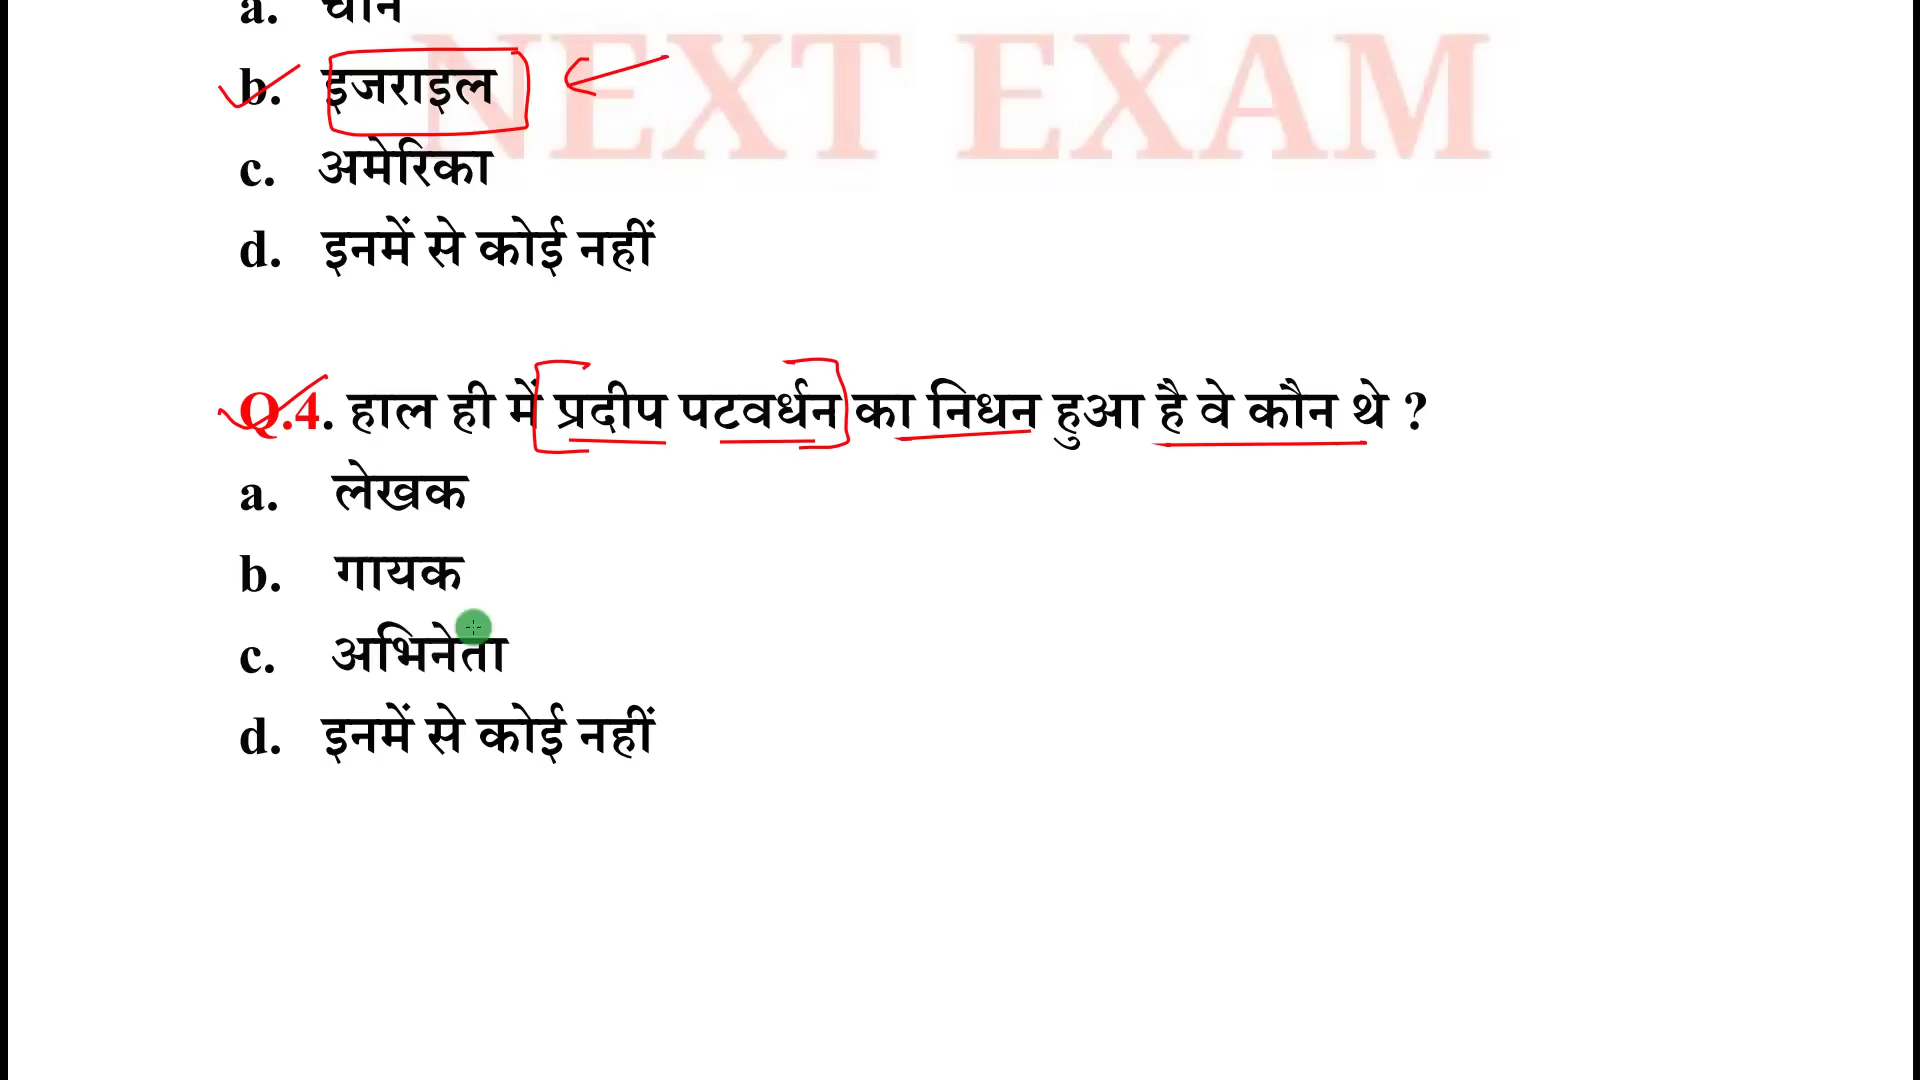 a. चीन
NEXT EXAM
b. इजराइल
c. अमेरिका
d. इनमें से कोई नहीं
Q.4. हाल ही में प्रदीप पटवर्धन का निधन हुआ है वे कौन थे ?
a. लेखक
b. गायक
c. अभिनेता
d. इनमें से कोई नहीं